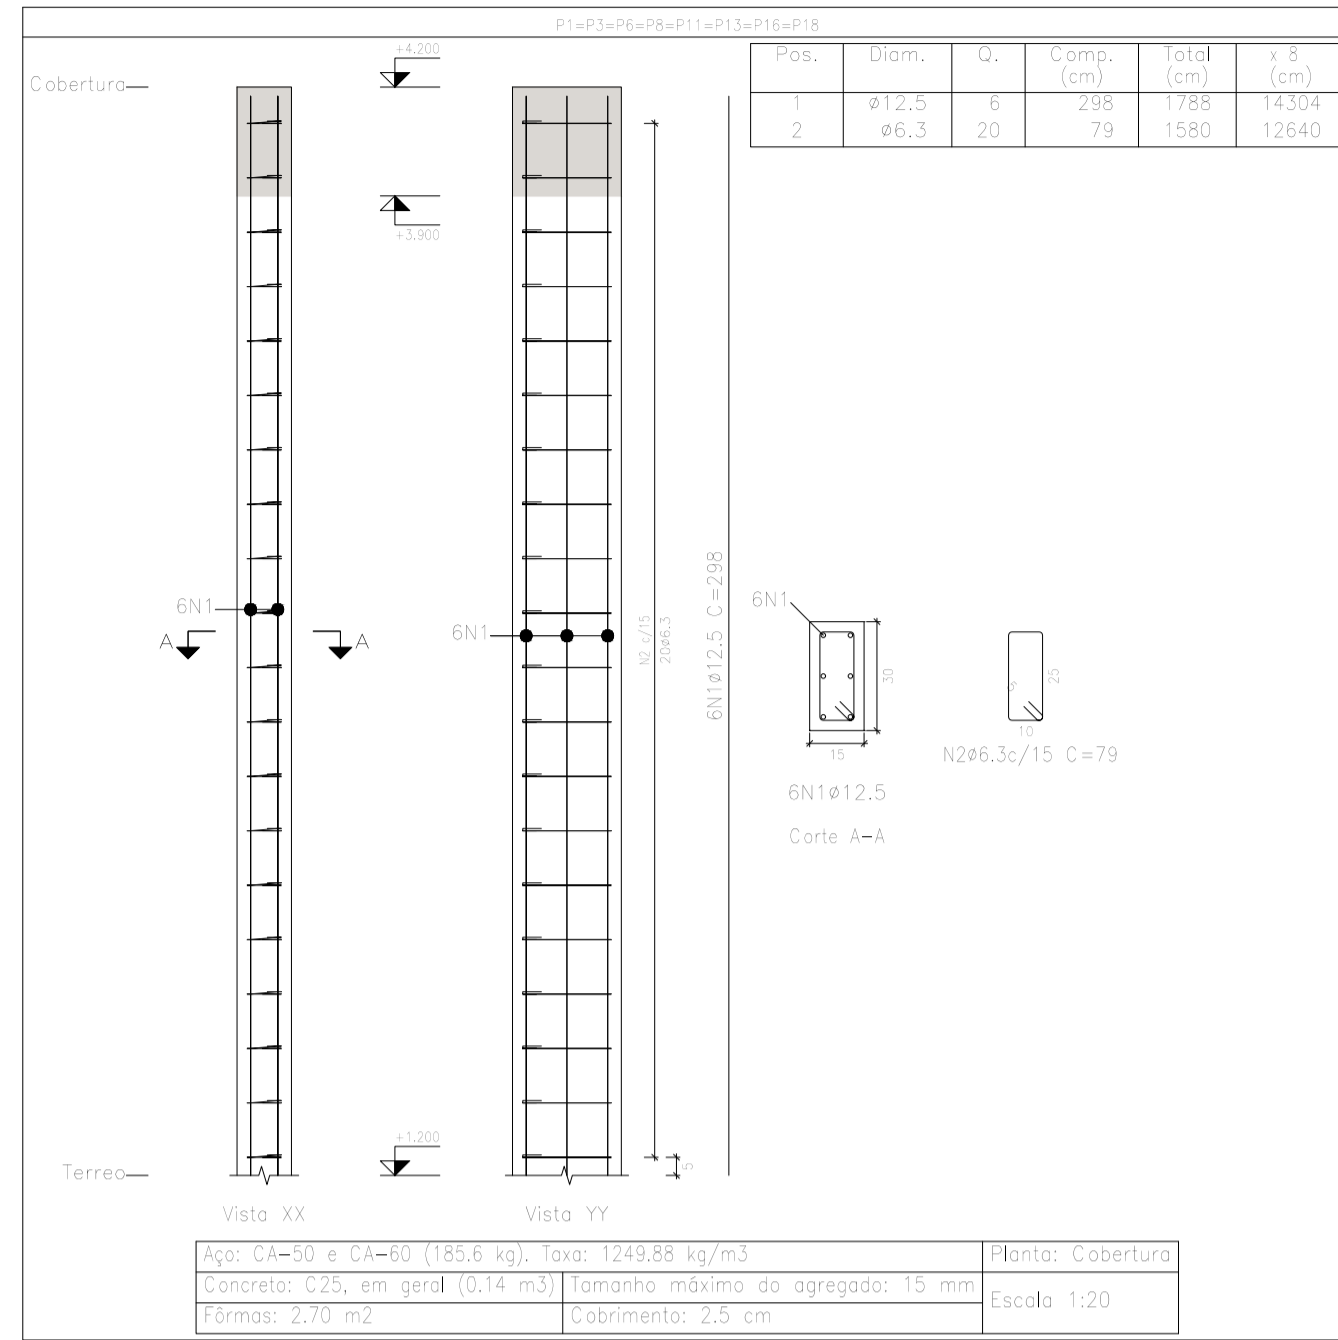 P1=P3=P6=P8=P11=P13=P16=P18
Pos. Diam. Q. Comp. (cm) Total (cm) x 8 (cm)
1 ø12.5 6 298 1788 14304
2 ø6.3 20 79 1580 12640
+4.200
Cobertura
+3.900
6N1
A A
6N1
N2 c/15
20ø6.3
6N1ø12.5 C=298
6N1
30
15
6N1ø12.5
Corte A-A
5
25
10
N2ø6.3c/15 C=79
+1.200
5
Terreo
Vista XX
Vista YY
Aço: CA-50 e CA-60 (185.6 kg). Taxa: 1249.88 kg/m3
Planta: Cobertura
Concreto: C25, em geral (0.14 m3)
Tamanho máximo do agregado: 15 mm
Escala 1:20
Fôrmas: 2.70 m2
Cobrimento: 2.5 cm